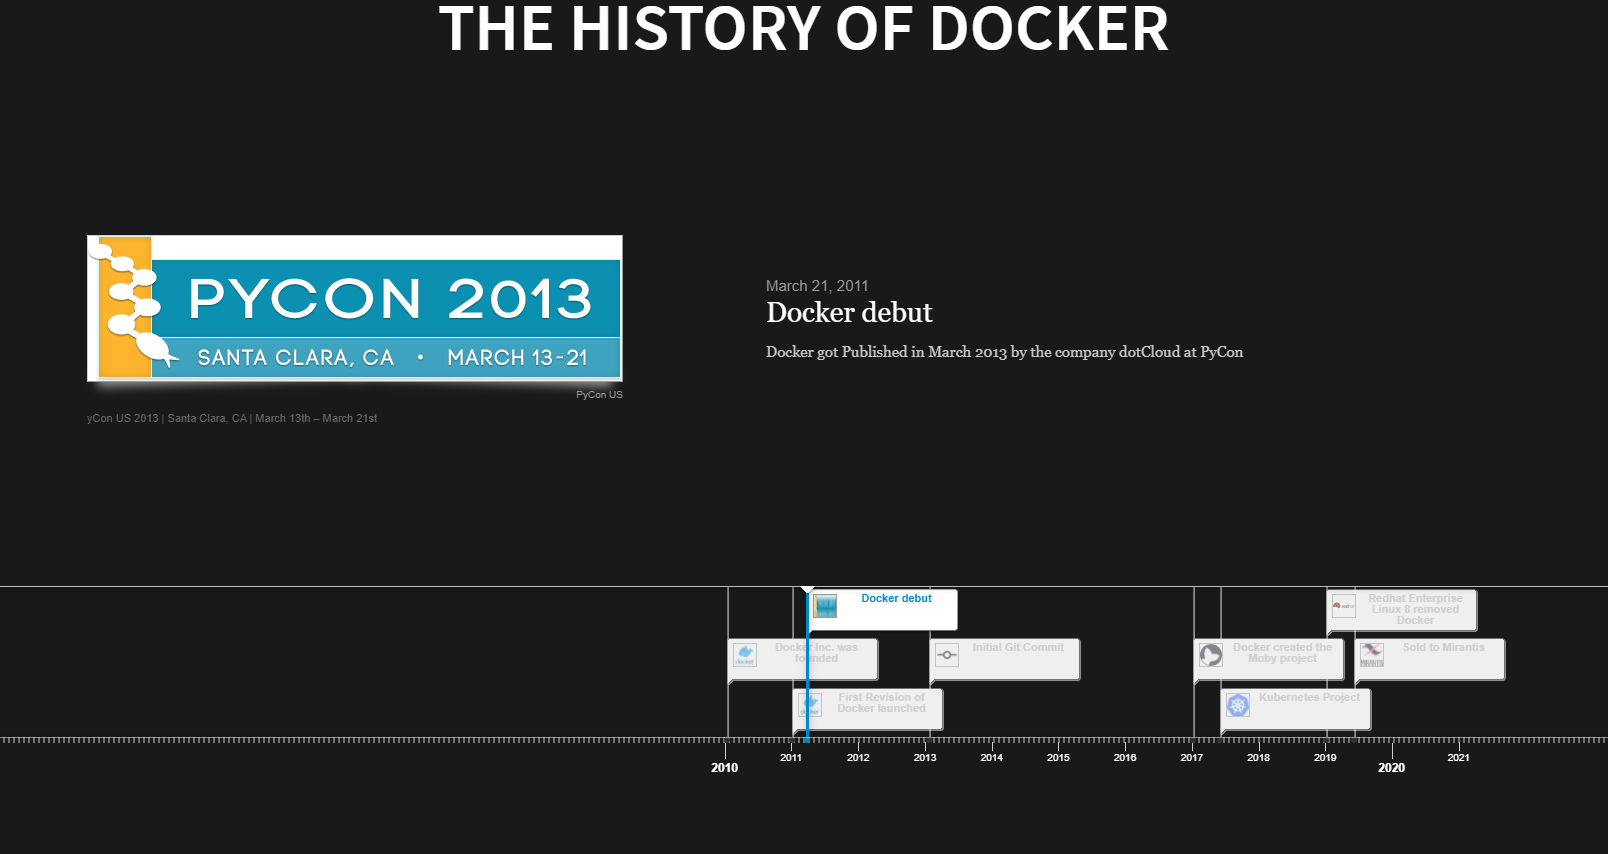 THE HISTORY OF DOCKER
PYCON 2013
SANTA CLARA, CA • MARCH 13-21
PyCon US
yCon US 2013 | Santa Clara, CA | March 13th – March 21st
March 21, 2011
Docker debut
Docker got Published in March 2013 by the company dotCloud at PyCon
Docker debut
Redhat Enterprise
Linux 8 removed
Docker
Docker Inc. was
founded
docker
Initial Git Commit
Docker created the
Moby project
Sold to Mirantis
MIRANTIS
First Revision of
Docker launched
docker
Kubernetes Project
2010 2011 2012 2013 2014 2015 2016 2017 2018 2019 2020 2021